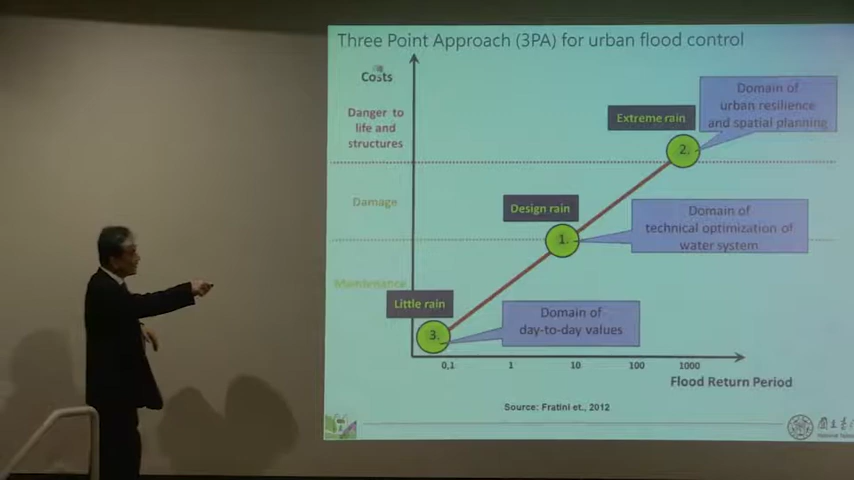 Three Point Approach (3PA) for urban flood control
Costs
Danger to
life and
structures
Damage
Maintenance
Extreme rain
2.
Domain of
urban resilience
and spatial planning
Design rain
1.
Domain of
technical optimization of
water system
Little rain
3.
Domain of
day-to-day values
0,1
1
10
100
1000
Flood Return Period
Source: Fratini et., 2012